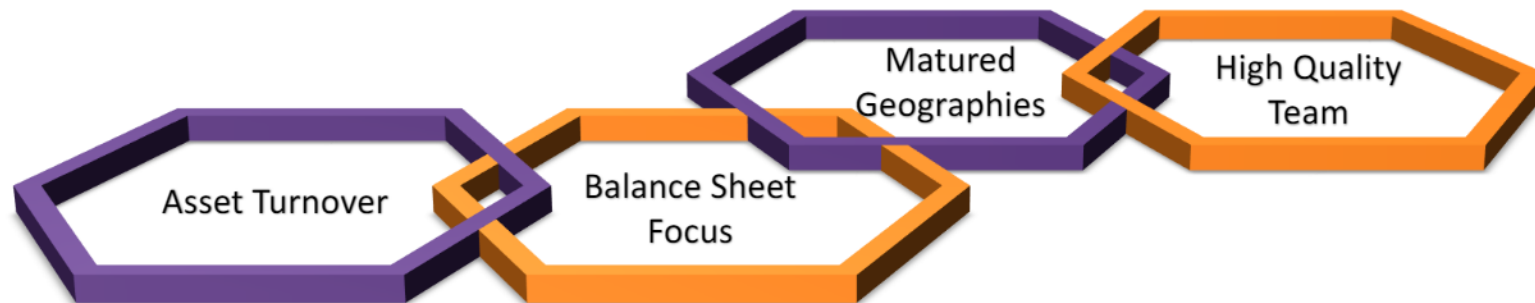 Asset Turnover
Balance Sheet
Focus
Matured
Geographies
High Quality
Team